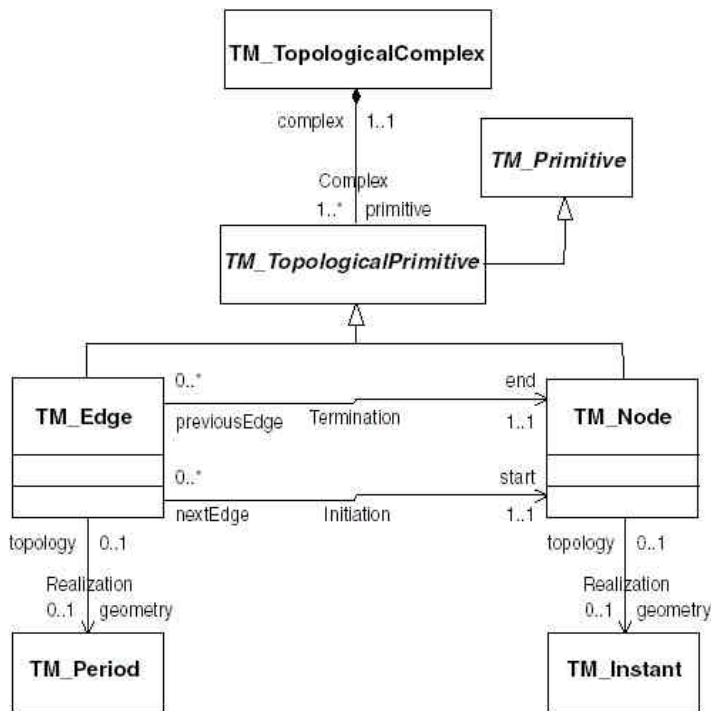 TM_TopologicalComplex
complex 1..1
TM_Primitive
Complex
1..* primitive
TM_TopologicalPrimitive
0..* end
TM_Edge TM_Node
previousEdge Termination 1..1
0..* start
nextEdge Initiation 1..1
topology 0..1 topology 0..1
Realization Realization
0..1 geometry 0..1 geometry
TM_Period TM_Instant